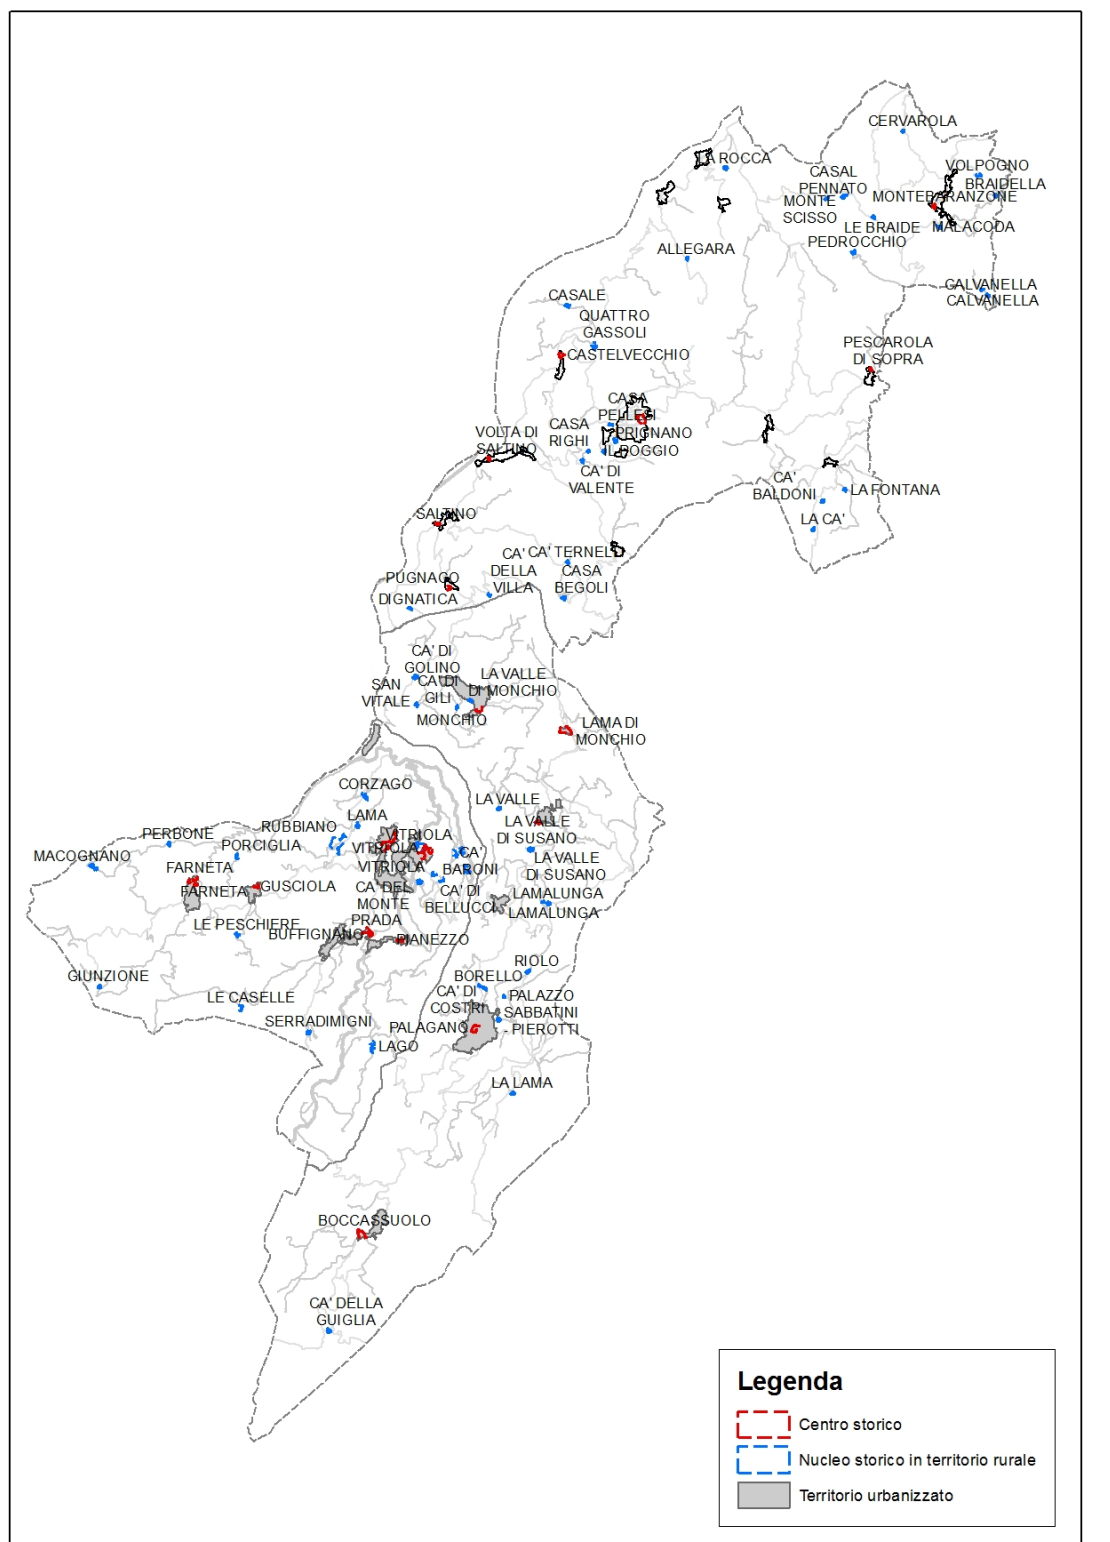 CERVAROLA
LA ROCCA
VOLPOGNO
CASAL
PENNATO
BRAIDELLA
MONTEBARANZONE
MONTE
SCISSO
LE BRAIDE
MALACODA
PEDROCCHIO
ALLEGARA
CALVANELLA
CALVANELLA
CASALE
QUATTRO
GASSOLI
CASTELVECCHIO
PESCAROLA
DI SOPRA
CASA
PELLESI
CASA
RIGHI
PRIGNANO
IL POGGIO
VOLTA DI
SALTINO
CA' DI
VALENTE
CA'
BALDONI
LA FONTANA
LA CA'
SALTINO
CA'
DELLA
VILLA
CA' TERNELLI
CASA
BEGOLI
PUGNAGO
DIGNATICA
CA' DI
GOLINO
SAN
VITALE
CA' DI
GILI
LA VALLE
DI MONCHIO
MONCHIO
LAMA DI
MONCHIO
CORZAGO
LA VALLE
LAMA
RUBBIANO
LA VALLE
DI SUSANO
PERBONE
PORCIGLIA
VITRIOLA
VITRIOLA
VITRIOLA
CA'
BARONI
MACOGNANO
FARNETA
FARNETA
GUSCIOLA
LA VALLE
DI SUSANO
CA' DEL
MONTE
CA' DI
BELLUCCI
LAMALUNGA
LAMALUNGA
LE PESCHIERE
PRADA
BUFFIGNANO
PIANEZZO
GIUNZIONE
RIOLO
BORELLO
LE CASELLE
CA' DI
COSTRI
PALAZZO
SABBATINI
- PIEROTTI
SERRADIMIGNI
PALAGANO
LAGO
LA LAMA
BOCCASSUOLO
CA' DELLA
GUIGLIA
Legenda
Centro storico
Nucleo storico in territorio rurale
Territorio urbanizzato